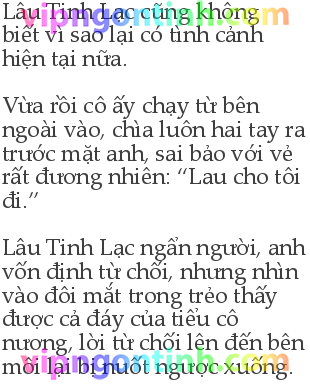 Lâu Tinh Lạc cũng không
biết vì sao lại có tình cảnh
hiện tại nữa.
Vừa rồi cô ấy chạy từ bên
ngoài vào, chìa luôn hai tay ra
trước mặt anh, sai bảo với vẻ
rất đương nhiên: “Lau cho tôi
đi.”
Lâu Tinh Lạc ngẩn người, anh
vốn định từ chối, nhưng nhìn
vào đôi mắt trong trẻo thấy
được cả đáy của tiểu cô
nương, lời từ chối lên đến bên
môi lại bị nuốt ngược xuống.
vipngontinh.com
vipngontinh.com